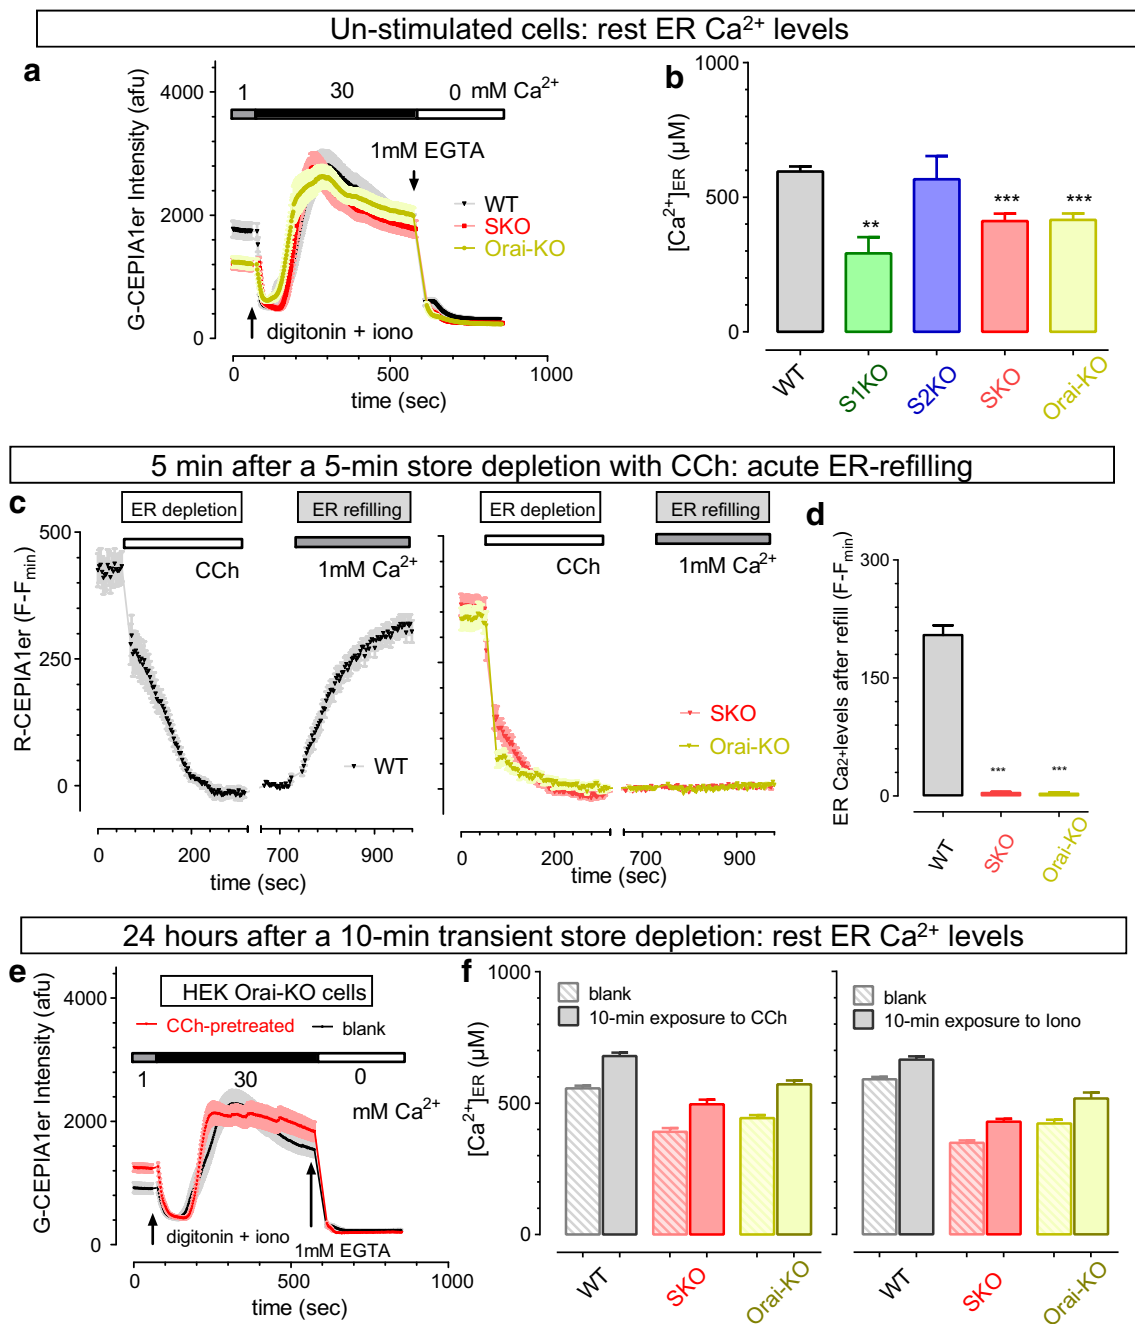 Un-stimulated cells: rest ER Ca²⁺ levels
a
G-CEPIA1er Intensity (afu)
4000
2000
0
1 30 0 mM Ca²⁺
1mM EGTA
WT
SKO
Orai-KO
digitonin + iono
0 500 1000
time (sec)
b
[Ca²⁺]ER (µM)
1000
500
0
** *** ***
WT S1KO S2KO SKO Orai-KO
5 min after a 5-min store depletion with CCh: acute ER-refilling
c
R-CEPIA1er (F-Fmin)
500
250
0
ER depletion ER refilling
CCh 1mM Ca²⁺
WT
0 200 700 900
time (sec)
ER depletion ER refilling
CCh 1mM Ca²⁺
SKO
Orai-KO
0 200 700 900
time (sec)
d
ER Ca2+levels after refill (F-Fmin)
300
150
0
*** ***
WT SKO Orai-KO
24 hours after a 10-min transient store depletion: rest ER Ca²⁺ levels
e
G-CEPIA1er Intensity (afu)
4000
2000
0
HEK Orai-KO cells
CCh-pretreated blank
1 30 0
mM Ca²⁺
digitonin + iono
1mM EGTA
0 500 1000
time (sec)
f
[Ca²⁺]ER (µM)
1000
500
0
blank
10-min exposure to CCh
WT SKO Orai-KO
blank
10-min exposure to Iono
WT SKO Orai-KO